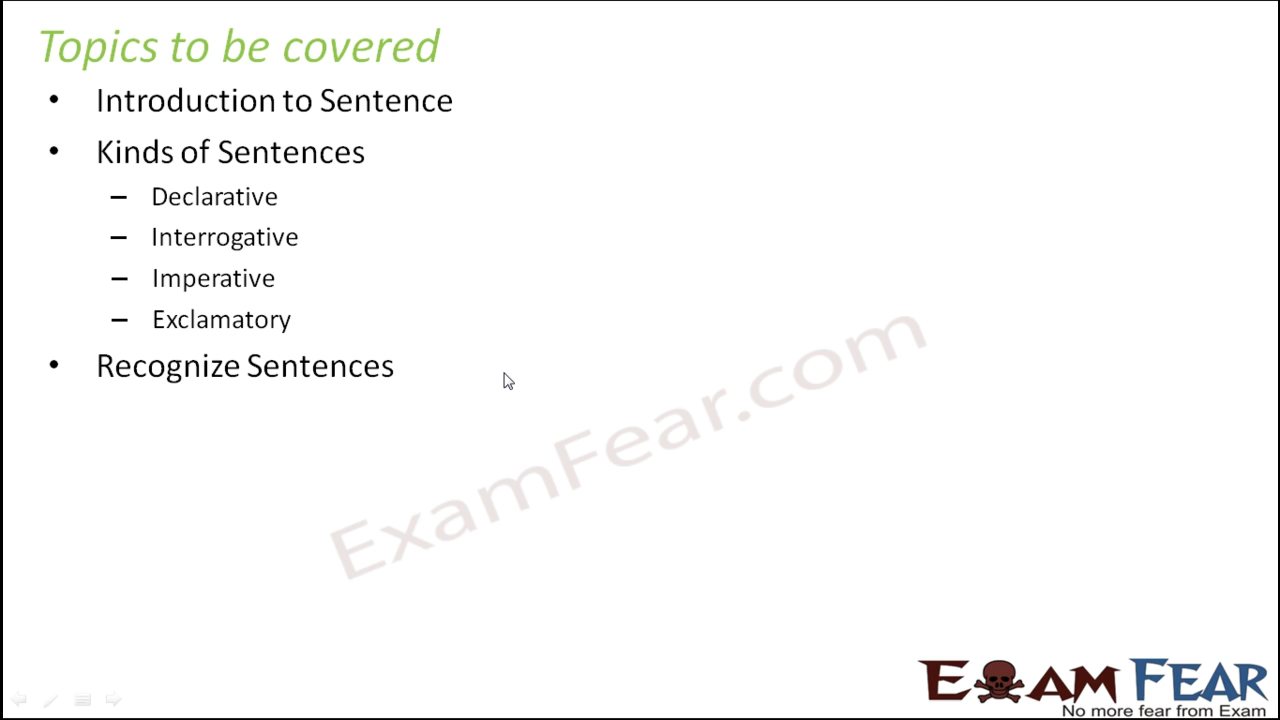 Topics to be covered
• Introduction to Sentence
• Kinds of Sentences
– Declarative
– Interrogative
– Imperative
– Exclamatory
• Recognize Sentences
ExamFear.com
EXAM FEAR
No more fear from Exam